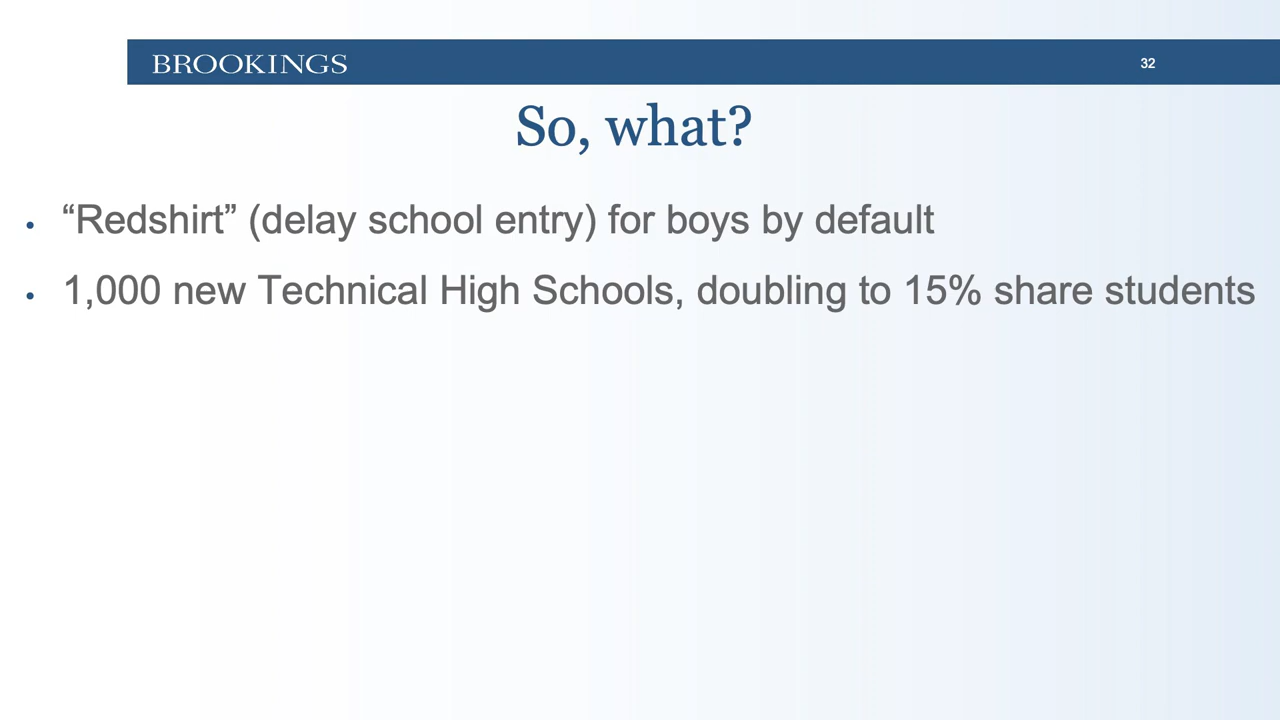 BROOKINGS
32
So, what?
• “Redshirt” (delay school entry) for boys by default
• 1,000 new Technical High Schools, doubling to 15% share students